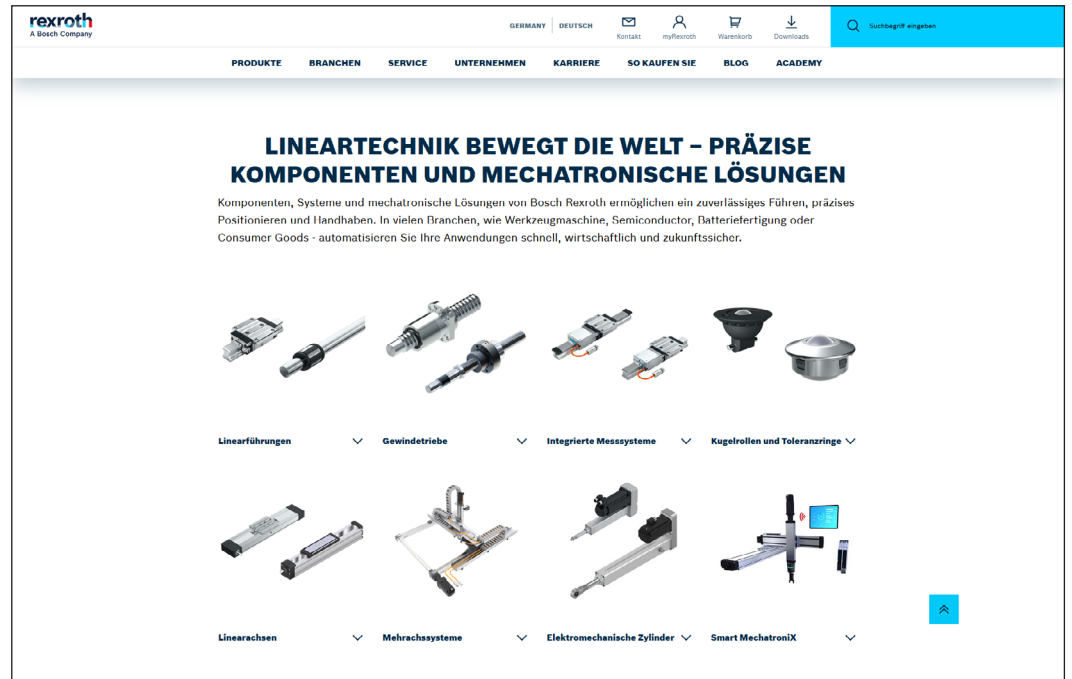 rexroth
A Bosch Company
GERMANY DEUTSCH
Kontakt myRexroth Warenkorb Downloads
Suchbegriff eingeben
PRODUKTE BRANCHEN SERVICE UNTERNEHMEN KARRIERE SO KAUFEN SIE BLOG ACADEMY
LINEARTECHNIK BEWEGT DIE WELT – PRÄZISE
KOMPONENTEN UND MECHATRONISCHE LÖSUNGEN
Komponenten, Systeme und mechatronische Lösungen von Bosch Rexroth ermöglichen ein zuverlässiges Führen, präzises
Positionieren und Handhaben. In vielen Branchen, wie Werkzeugmaschine, Semiconductor, Batteriefertigung oder
Consumer Goods - automatisieren Sie Ihre Anwendungen schnell, wirtschaftlich und zukunftssicher.
Linearführungen Gewindetriebe Integrierte Messsysteme Kugelrollen und Toleranzringe
Linearachsen Mehrachssysteme Elektromechanische Zylinder Smart MechatroniX